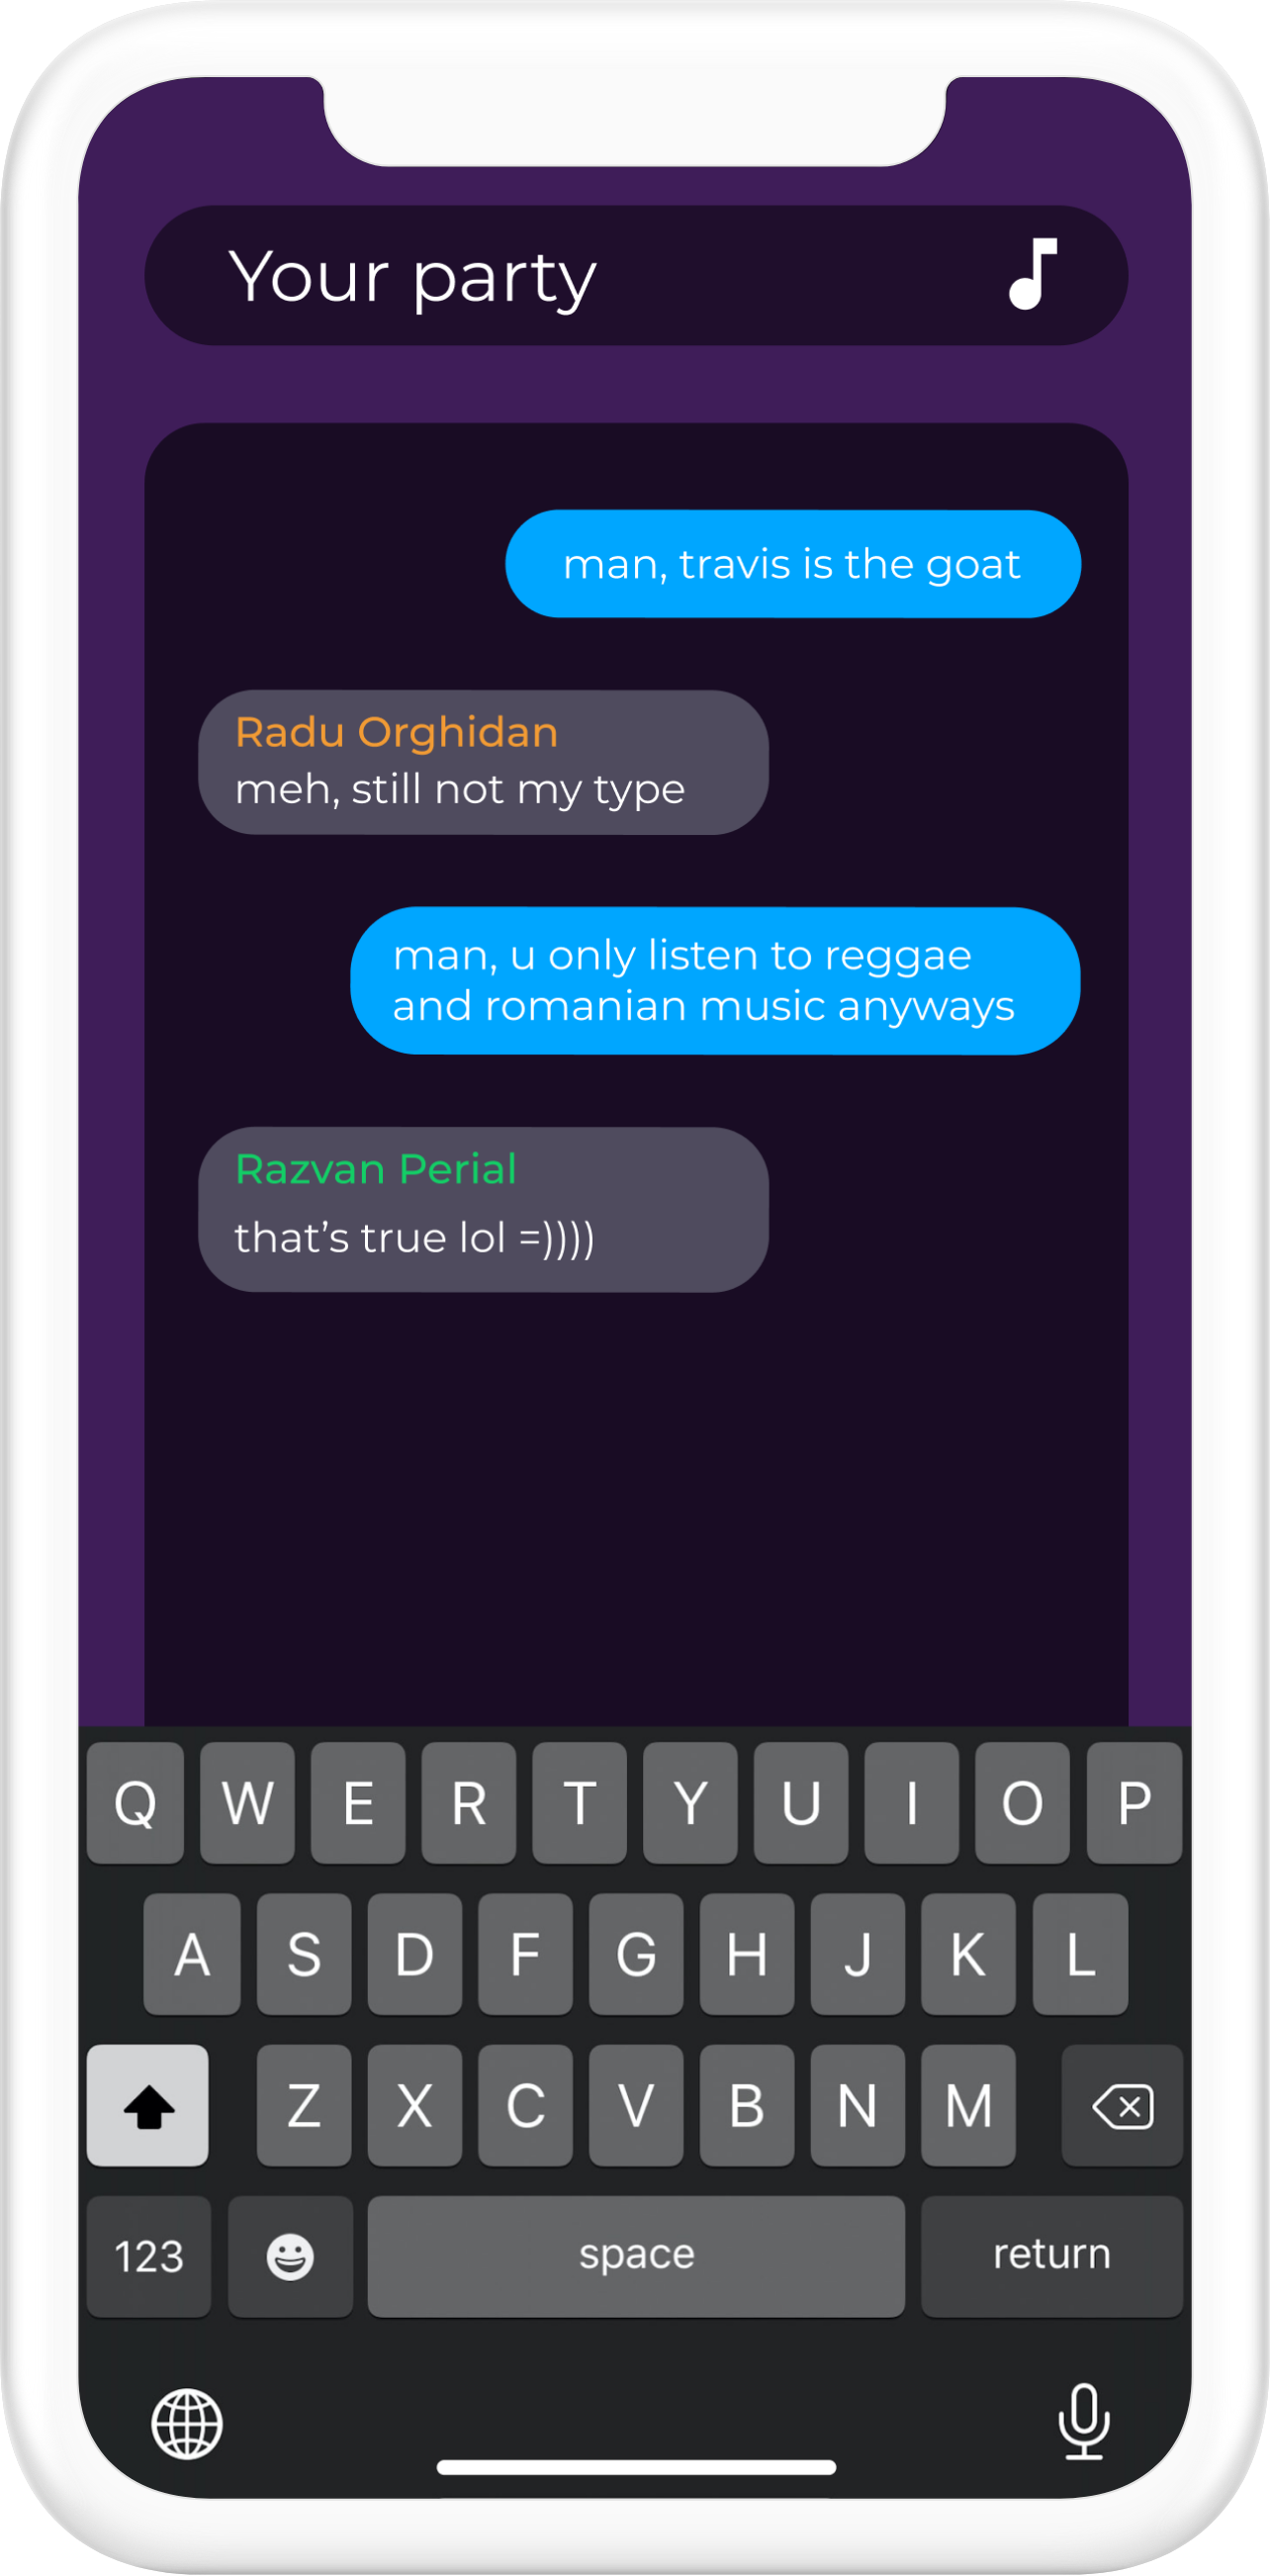 Your party
man, travis is the goat
Radu Orghidan
meh, still not my type
man, u only listen to reggae
and romanian music anyways
Razvan Perial
that’s true lol =))))
Q W E R T Y U I O P
A S D F G H J K L
Z X C V B N M
123 space return